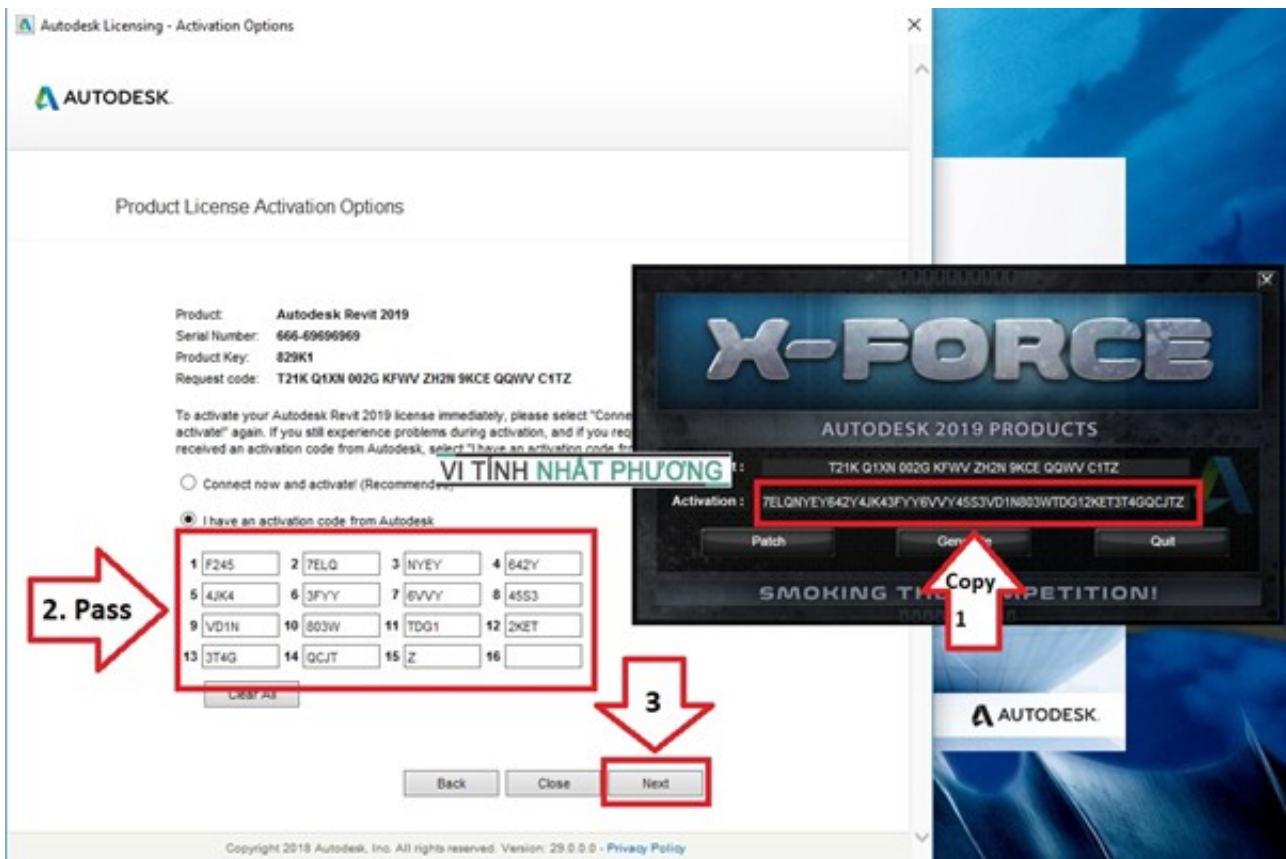 Autodesk Licensing - Activation Options
AUTODESK.
Product License Activation Options
Product: Autodesk Revit 2019
Serial Number: 666-69696969
Product Key: 829K1
Request code: T21K Q1XN 002G KFWV ZH2N 9KCE QQWV C1TZ
To activate your Autodesk Revit 2019 license immediately, please select "Conne
activate!" again. If you still experience problems during activation, and if you req
received an activation code from Autodesk, select "I have an activation code
Connect now and activate! (Recommended)
I have an activation code from Autodesk
1 F245 2 7ELQ 3 NYEY 4 642Y
5 4JK4 6 3FYY 7 6VVY 8 45S3
9 VD1N 10 803W 11 TDG1 12 2KET
13 3T4G 14 QCJT 15 Z 16
Clear All
2. Pass
3
Back Close Next
Copyright 2018 Autodesk, Inc. All rights reserved. Version: 29.0.0.0 - Privacy Policy
VI TÍNH NHẬT PHƯƠNG
X-FORCE
AUTODESK 2019 PRODUCTS
T21K Q1XN 002G KFWV ZH2N 9KCE QQWV C1TZ
Activation : 7ELQNYEY642Y4JK43FYY6VVY45S3VD1N803WTDG12KET3T4GQCJTZ
Patch Generate Quit
Copy
1
SMOKING THE COMPETITION!
AUTODESK.